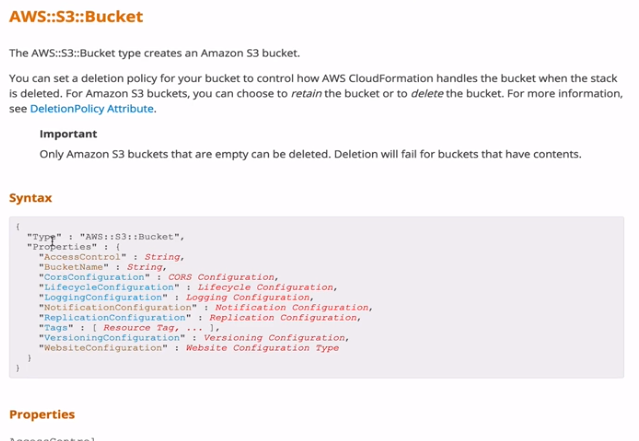 AWS::S3::Bucket
The AWS::S3::Bucket type creates an Amazon S3 bucket.
You can set a deletion policy for your bucket to control how AWS CloudFormation handles the bucket when the stack
is deleted. For Amazon S3 buckets, you can choose to retain the bucket or to delete the bucket. For more information,
see DeletionPolicy Attribute.
Important
Only Amazon S3 buckets that are empty can be deleted. Deletion will fail for buckets that have contents.
Syntax
{
"Type" : "AWS::S3::Bucket",
"Properties" : {
"AccessControl" : String,
"BucketName" : String,
"CorsConfiguration" : CORS Configuration,
"LifecycleConfiguration" : Lifecycle Configuration,
"LoggingConfiguration" : Logging Configuration,
"NotificationConfiguration" : Notification Configuration,
"ReplicationConfiguration" : Replication Configuration,
"Tags" : [ Resource Tag, ... ],
"VersioningConfiguration" : Versioning Configuration,
"WebsiteConfiguration" : Website Configuration Type
}
}
Properties
AccessControl